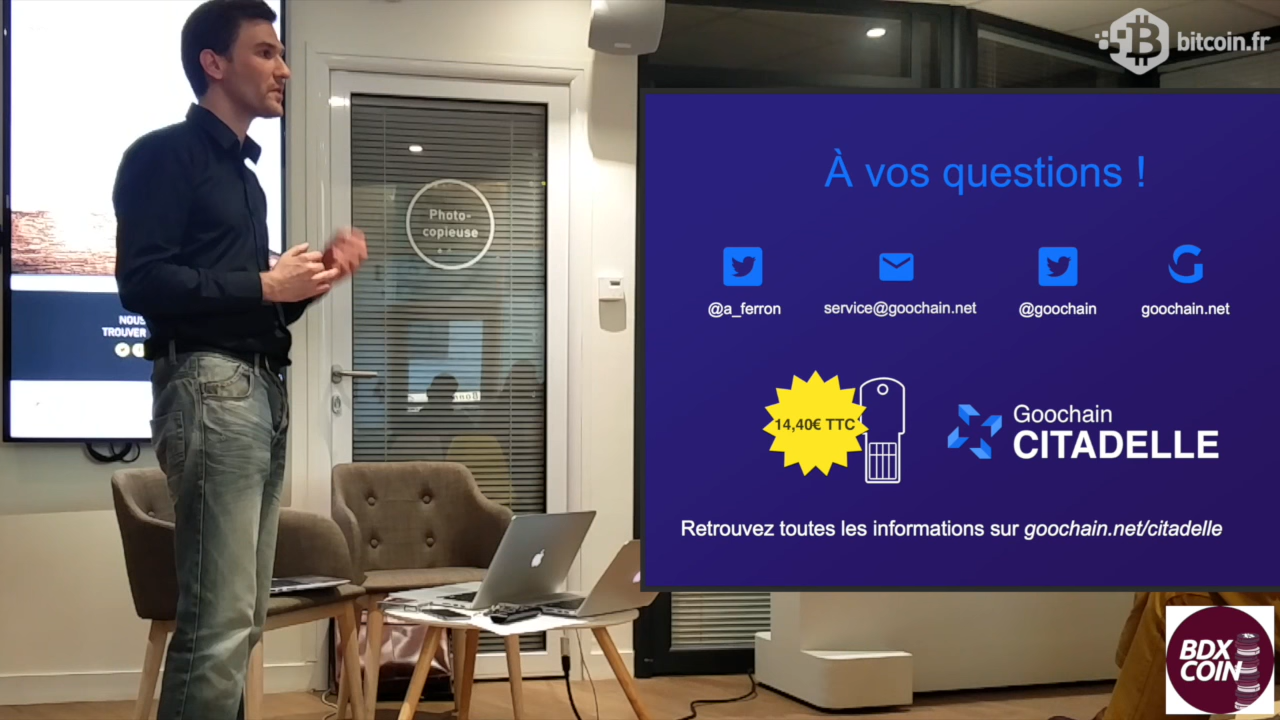 bitcoin.fr
À vos questions !
@a_ferron
service@goochain.net
@goochain
goochain.net
14,40€ TTC
Goochain
CITADELLE
Retrouvez toutes les informations sur goochain.net/citadelle
Photo-
copieuse
NOUS
TROUVER
BDX
COIN